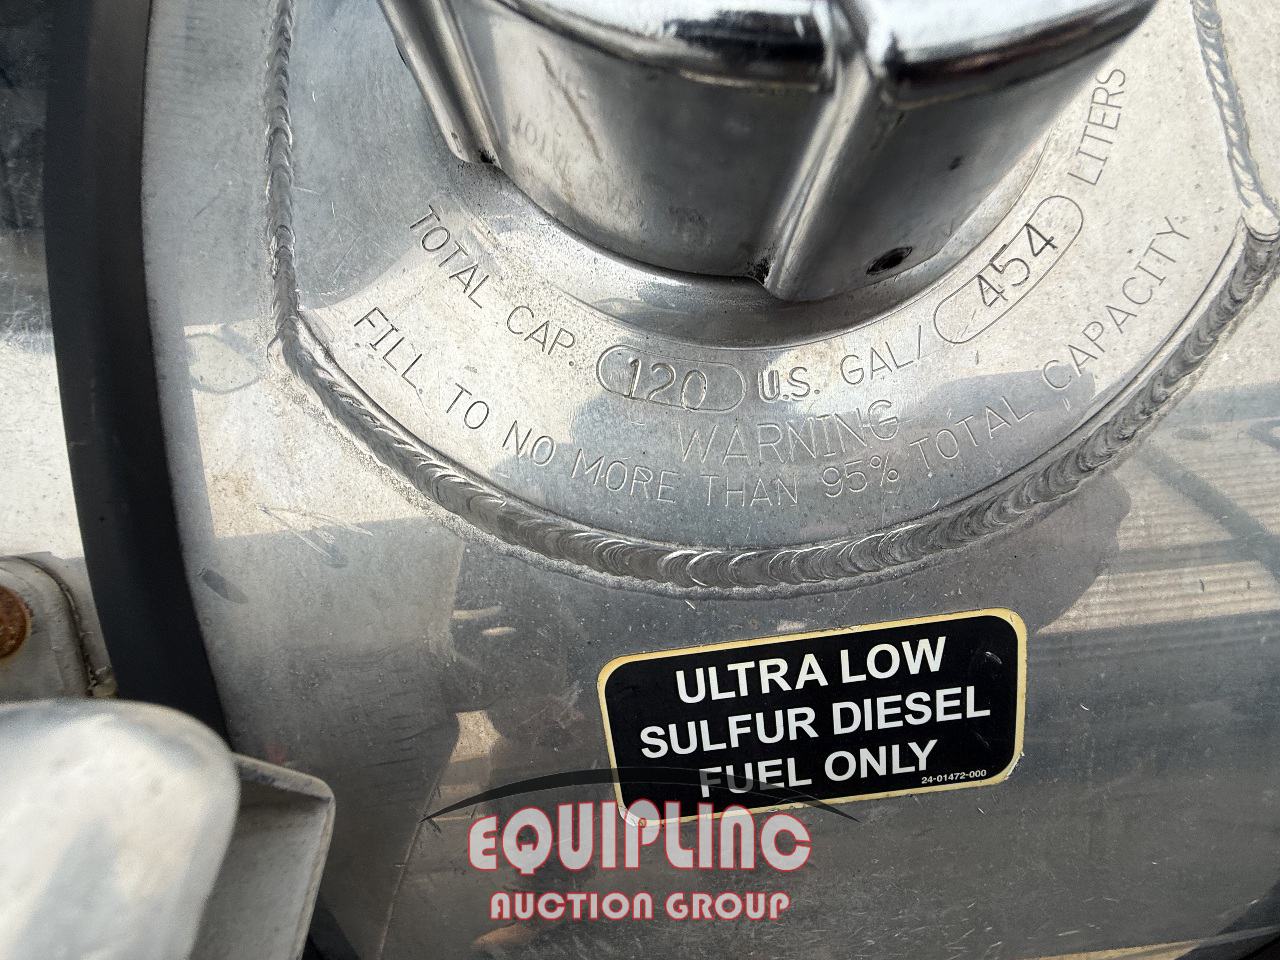 TOTAL CAP. 120 U.S. GAL/ 454 LITERS
WARNING
FILL TO NO MORE THAN 95% TOTAL CAPACITY
ULTRA LOW
SULFUR DIESEL
FUEL ONLY
24-01472-000
EQUIPLINC
AUCTION GROUP